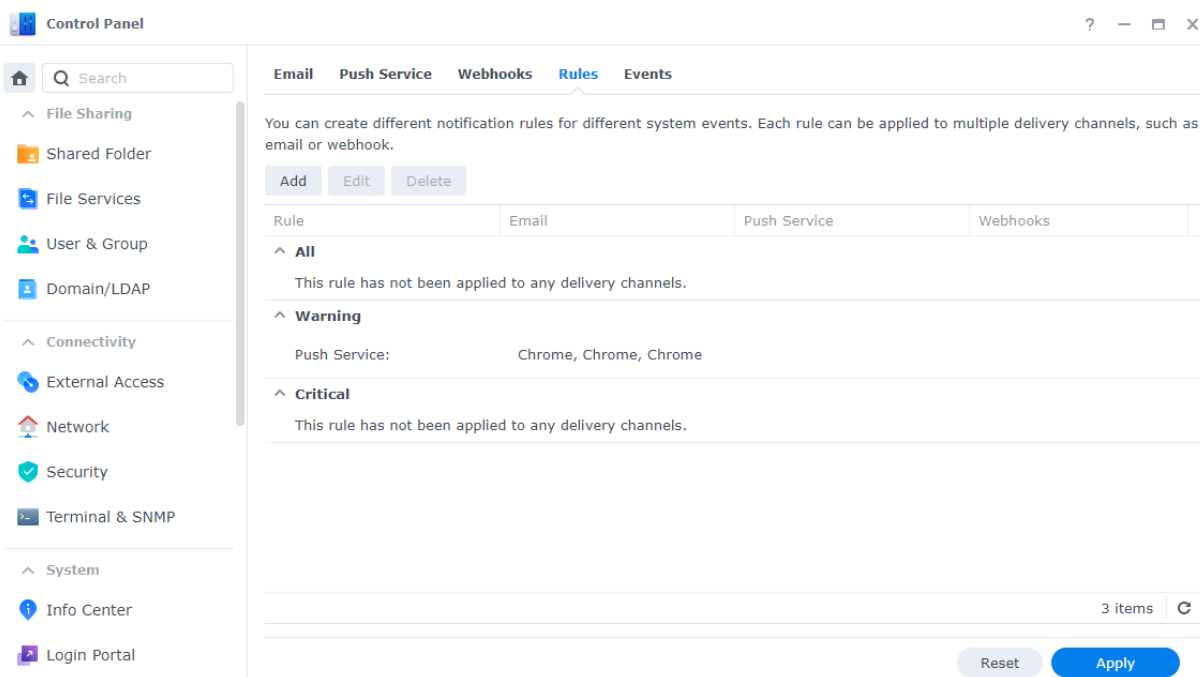 Control Panel
?
Search
File Sharing
Shared Folder
File Services
User & Group
Domain/LDAP
Connectivity
External Access
Network
Security
Terminal & SNMP
System
Info Center
Login Portal
Email Push Service Webhooks Rules Events
You can create different notification rules for different system events. Each rule can be applied to multiple delivery channels, such as
email or webhook.
Add Edit Delete
Rule Email Push Service Webhooks
All
This rule has not been applied to any delivery channels.
Warning
Push Service: Chrome, Chrome, Chrome
Critical
This rule has not been applied to any delivery channels.
3 items
Reset Apply